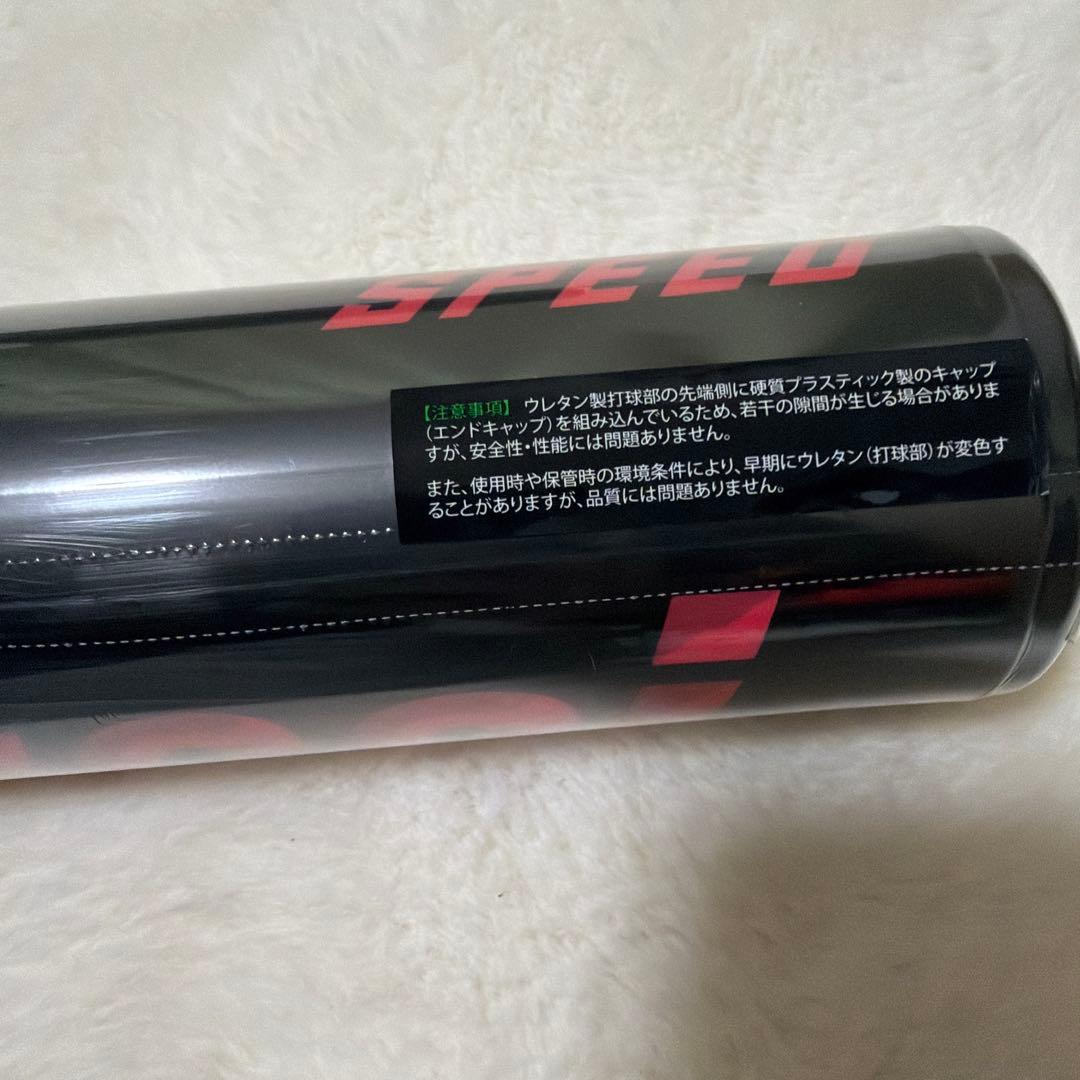 SPEED
【注意事項】 ウレタン製打球部の先端側に硬質プラスティック製のキャップ
(エンドキャップ)を組み込んでいるため、若干の隙間が生じる場合がありま
すが、安全性・性能には問題ありません。
また、使用時や保管時の環境条件により、早期にウレタン(打球部)が変色す
ることがありますが、品質には問題ありません。